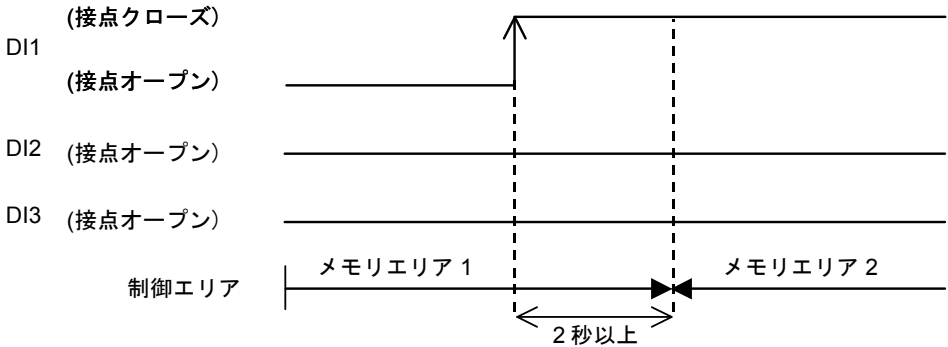 (接点クローズ)
DI1
(接点オープン)
DI2 (接点オープン)
DI3 (接点オープン)
メモリエリア 1 メモリエリア 2
制御エリア
2 秒以上